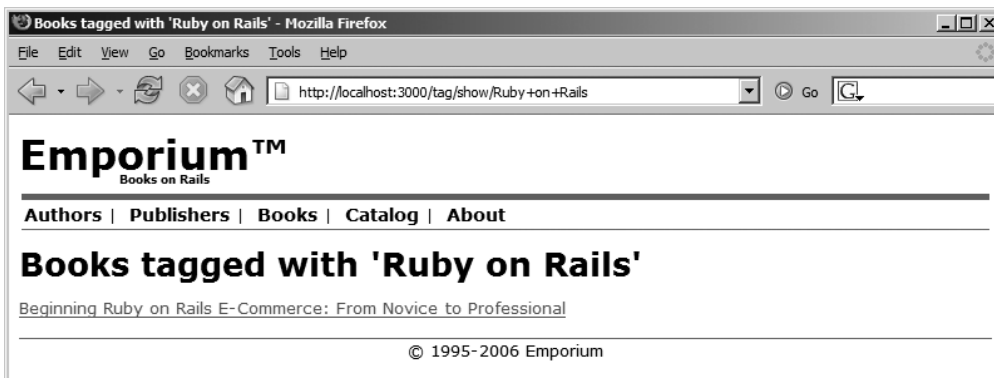 Books tagged with 'Ruby on Rails' - Mozilla Firefox
File Edit View Go Bookmarks Tools Help
http://localhost:3000/tag/show/Ruby+on+Rails Go G
Emporium™
Books on Rails
Authors | Publishers | Books | Catalog | About
Books tagged with 'Ruby on Rails'
Beginning Ruby on Rails E-Commerce: From Novice to Professional
© 1995-2006 Emporium